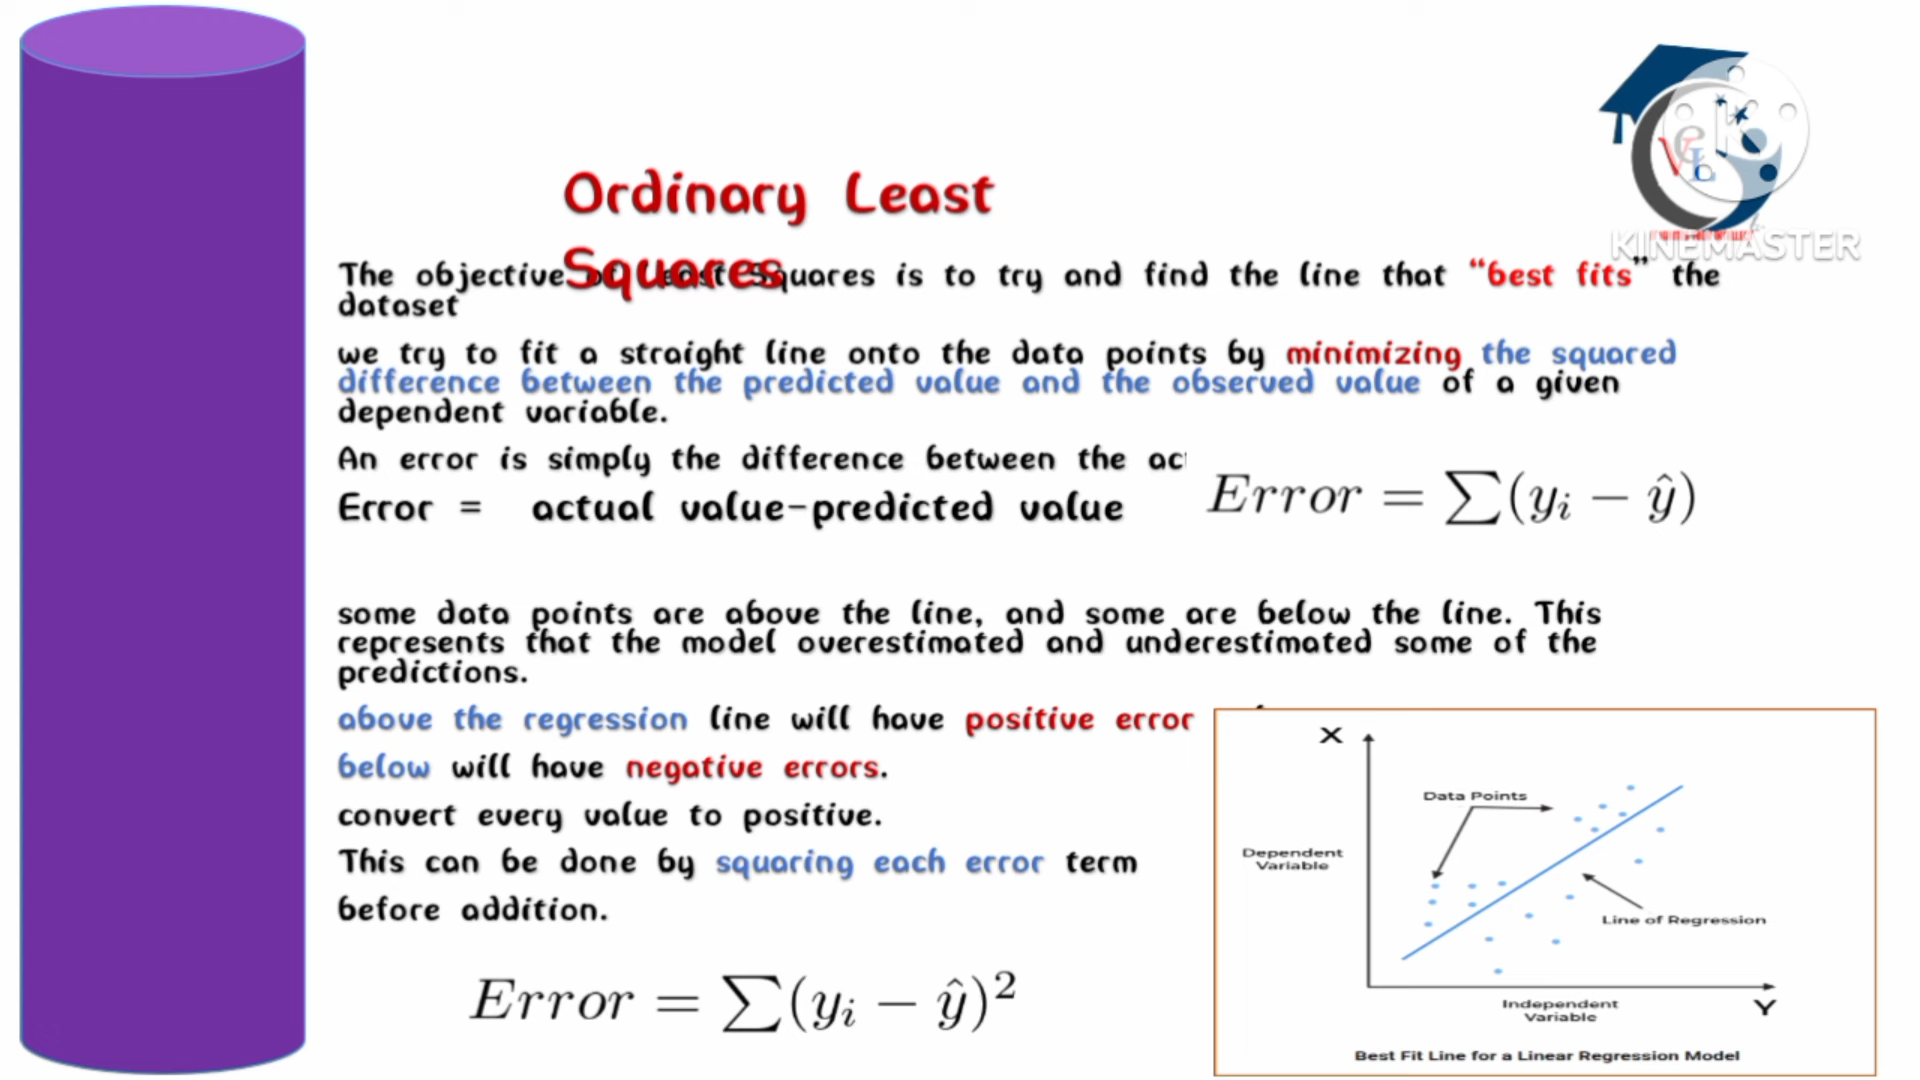 Ordinary Least
Squares
The objective Least Squares is to try and find the line that “best fits” the
dataset
we try to fit a straight line onto the data points by minimizing the squared
difference between the predicted value and the observed value of a given
dependent variable.
An error is simply the difference between the
Error = actual value-predicted value
Error = ∑(yᵢ − ŷ)
some data points are above the line, and some are below the line. This
represents that the model overestimated and underestimated some of the
predictions.
above the regression line will have positive error
below will have negative errors.
convert every value to positive.
This can be done by squaring each error term
before addition.
Error = ∑(yᵢ − ŷ)²
X
Data Points
Dependent
Variable
Line of Regression
Independent
Variable
Y
Best Fit Line for a Linear Regression Model
VeL
KINEMASTER